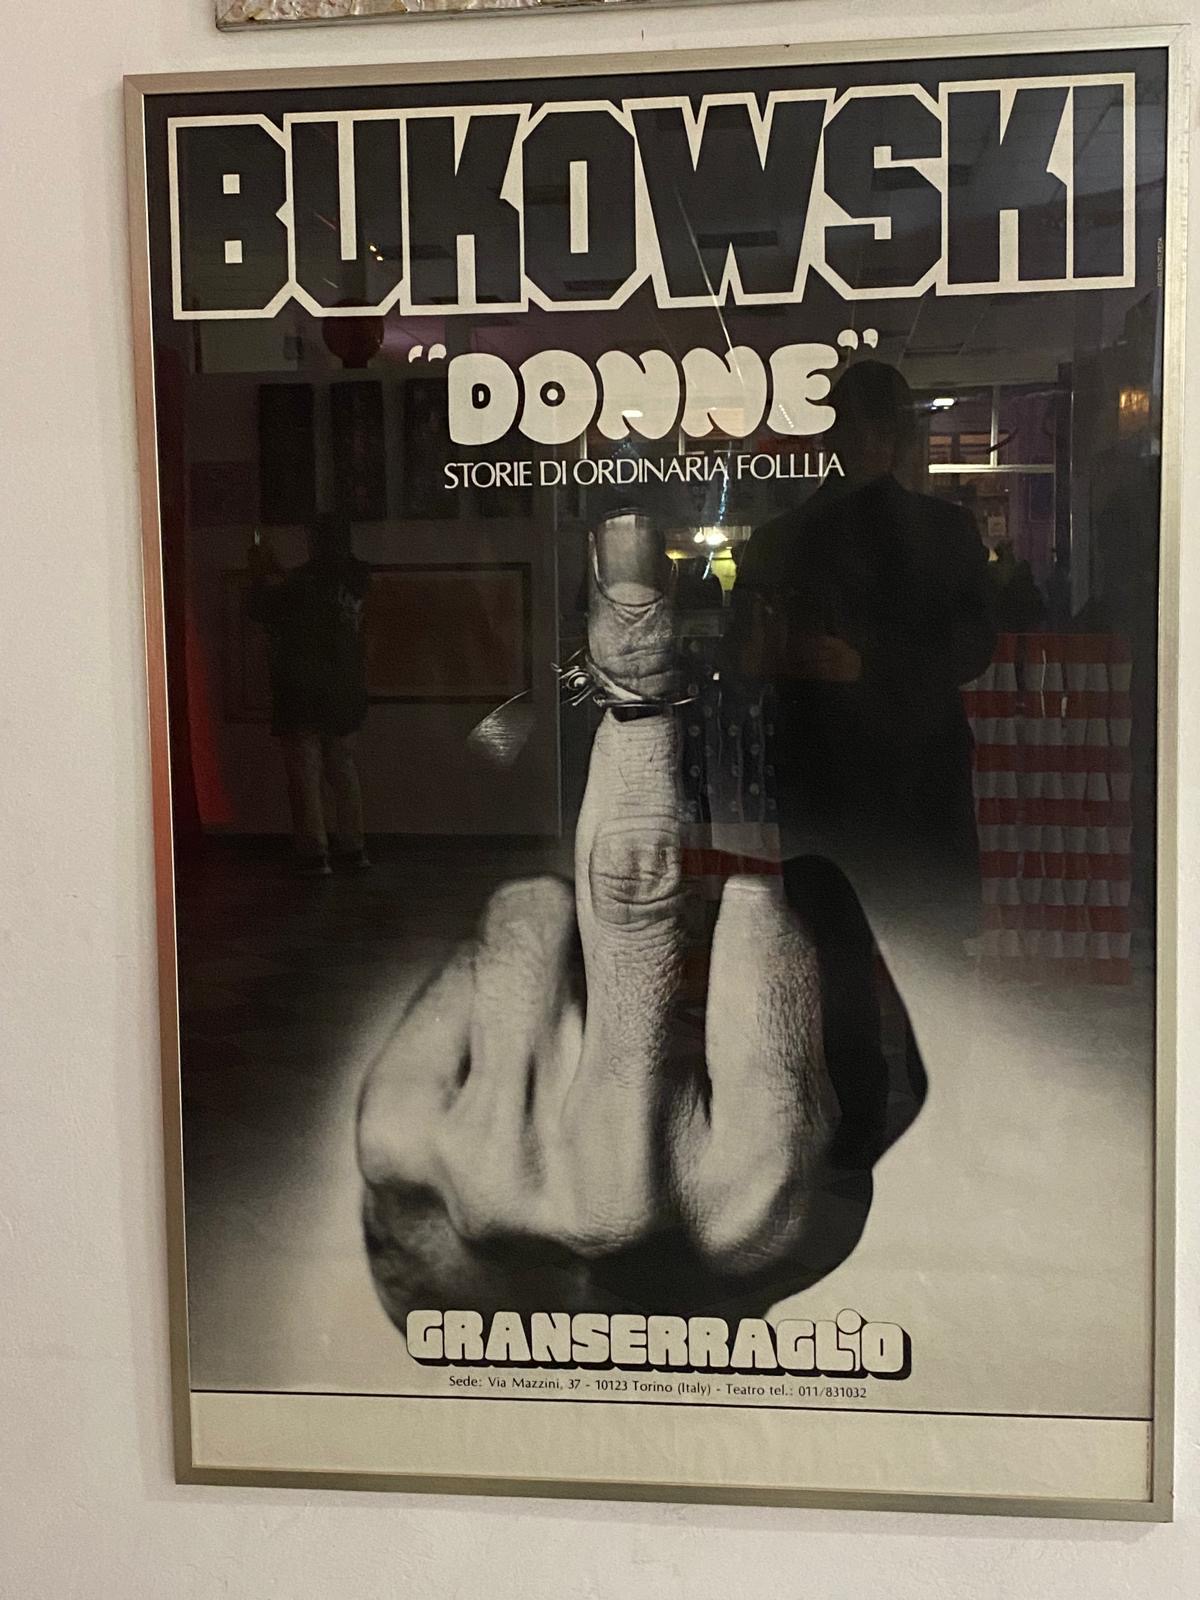 BUKOWSKI
"DONNE"
STORIE DI ORDINARIA FOLLLIA
GRANSERRAGLiO
Sede: Via Mazzini, 37 - 10123 Torino (Italy) - Teatro tel.: 011/831032